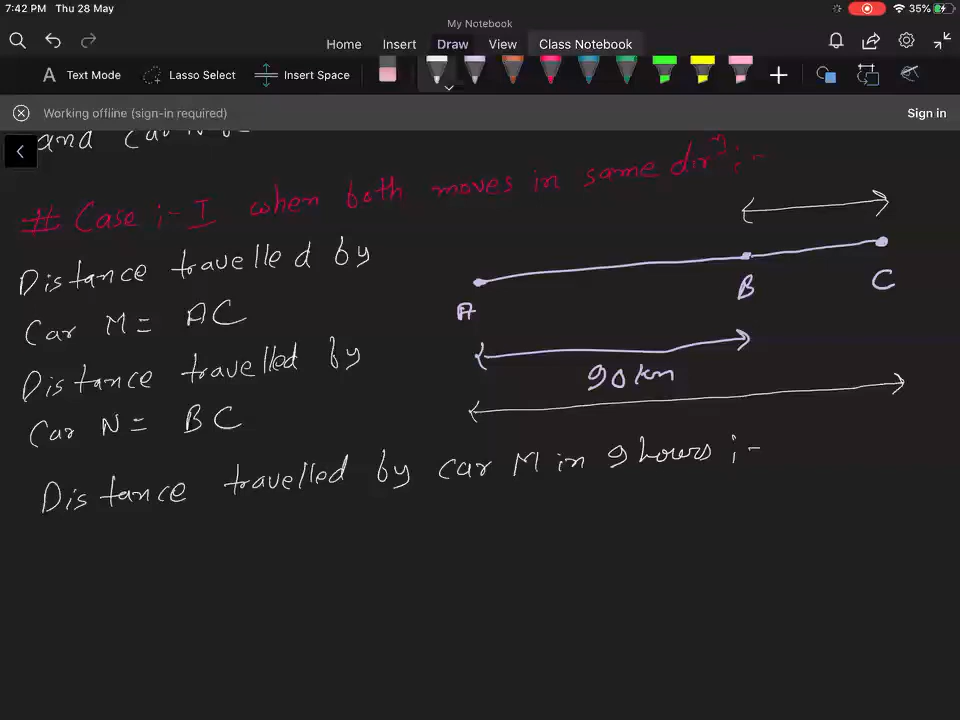 7:42 PM Thu 28 May
35%
My Notebook
Home Insert Draw View Class Notebook
Text Mode Lasso Select Insert Space
Working offline (sign-in required) Sign in
and Car N
# Case :- I when both moves in same dirⁿ :-
Distance travelled by
Car M = AC
Distance travelled by
Car N = BC
A B C
90 km
Distance travelled by car M in 9 hours :-